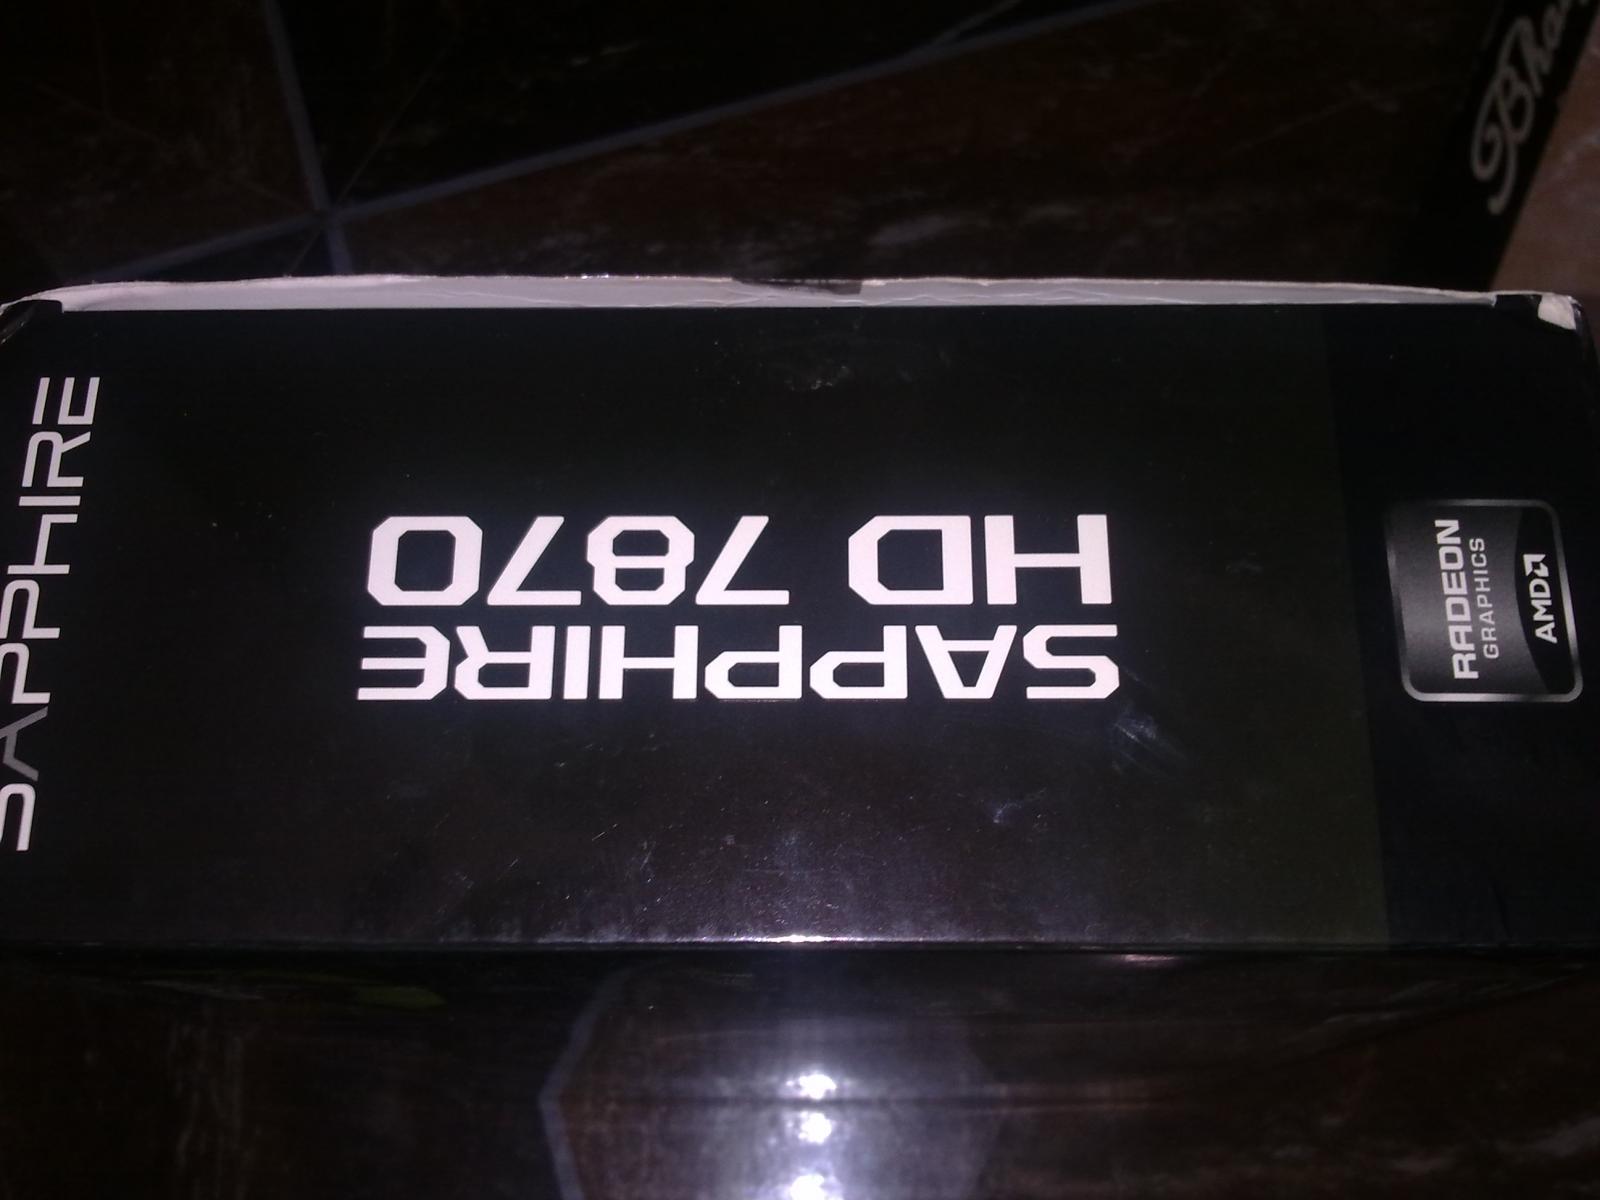 SAPPHIRE
SAPPHIRE
HD 7870
RADEON
GRAPHICS
AMD